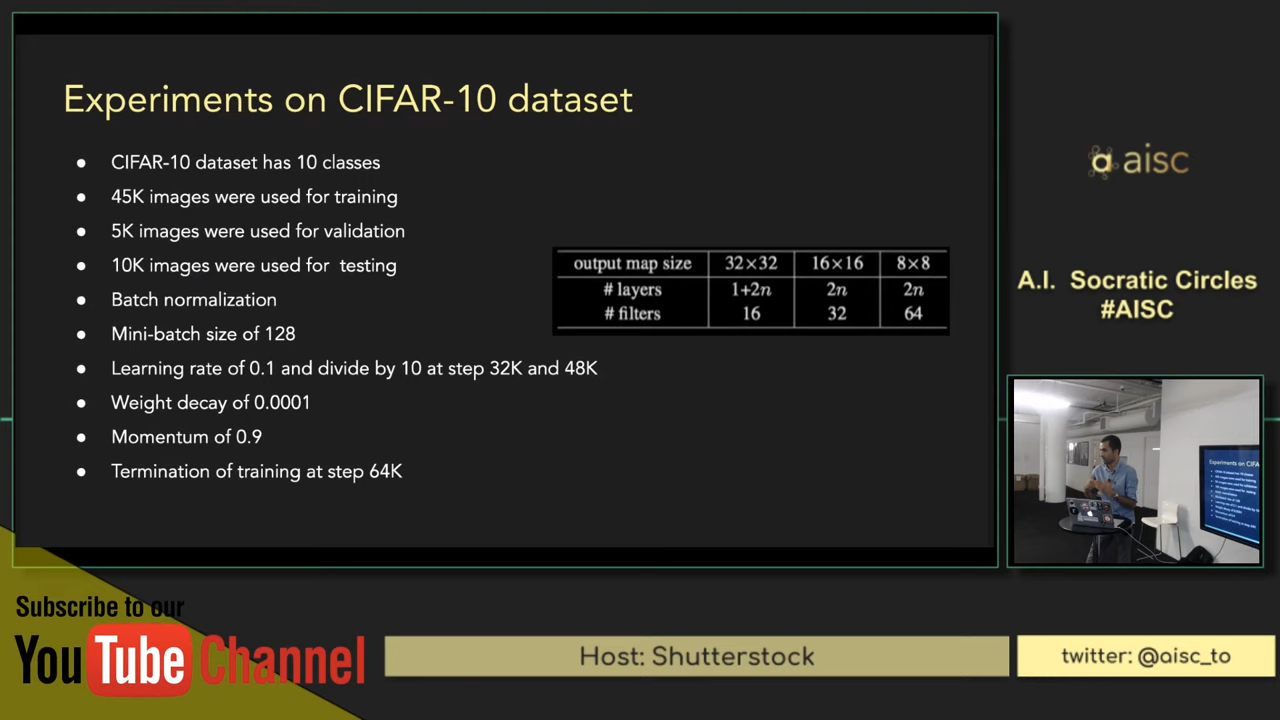 Experiments on CIFAR-10 dataset
● CIFAR-10 dataset has 10 classes
● 45K images were used for training
● 5K images were used for validation
● 10K images were used for testing
● Batch normalization
● Mini-batch size of 128
● Learning rate of 0.1 and divide by 10 at step 32K and 48K
● Weight decay of 0.0001
● Momentum of 0.9
● Termination of training at step 64K
output map size 32×32 16×16 8×8
# layers 1+2n 2n 2n
# filters 16 32 64
aisc
A.I. Socratic Circles
#AISC
Experiments on CIFA
Subscribe to our
YouTube Channel
Host: Shutterstock
twitter: @aisc_to